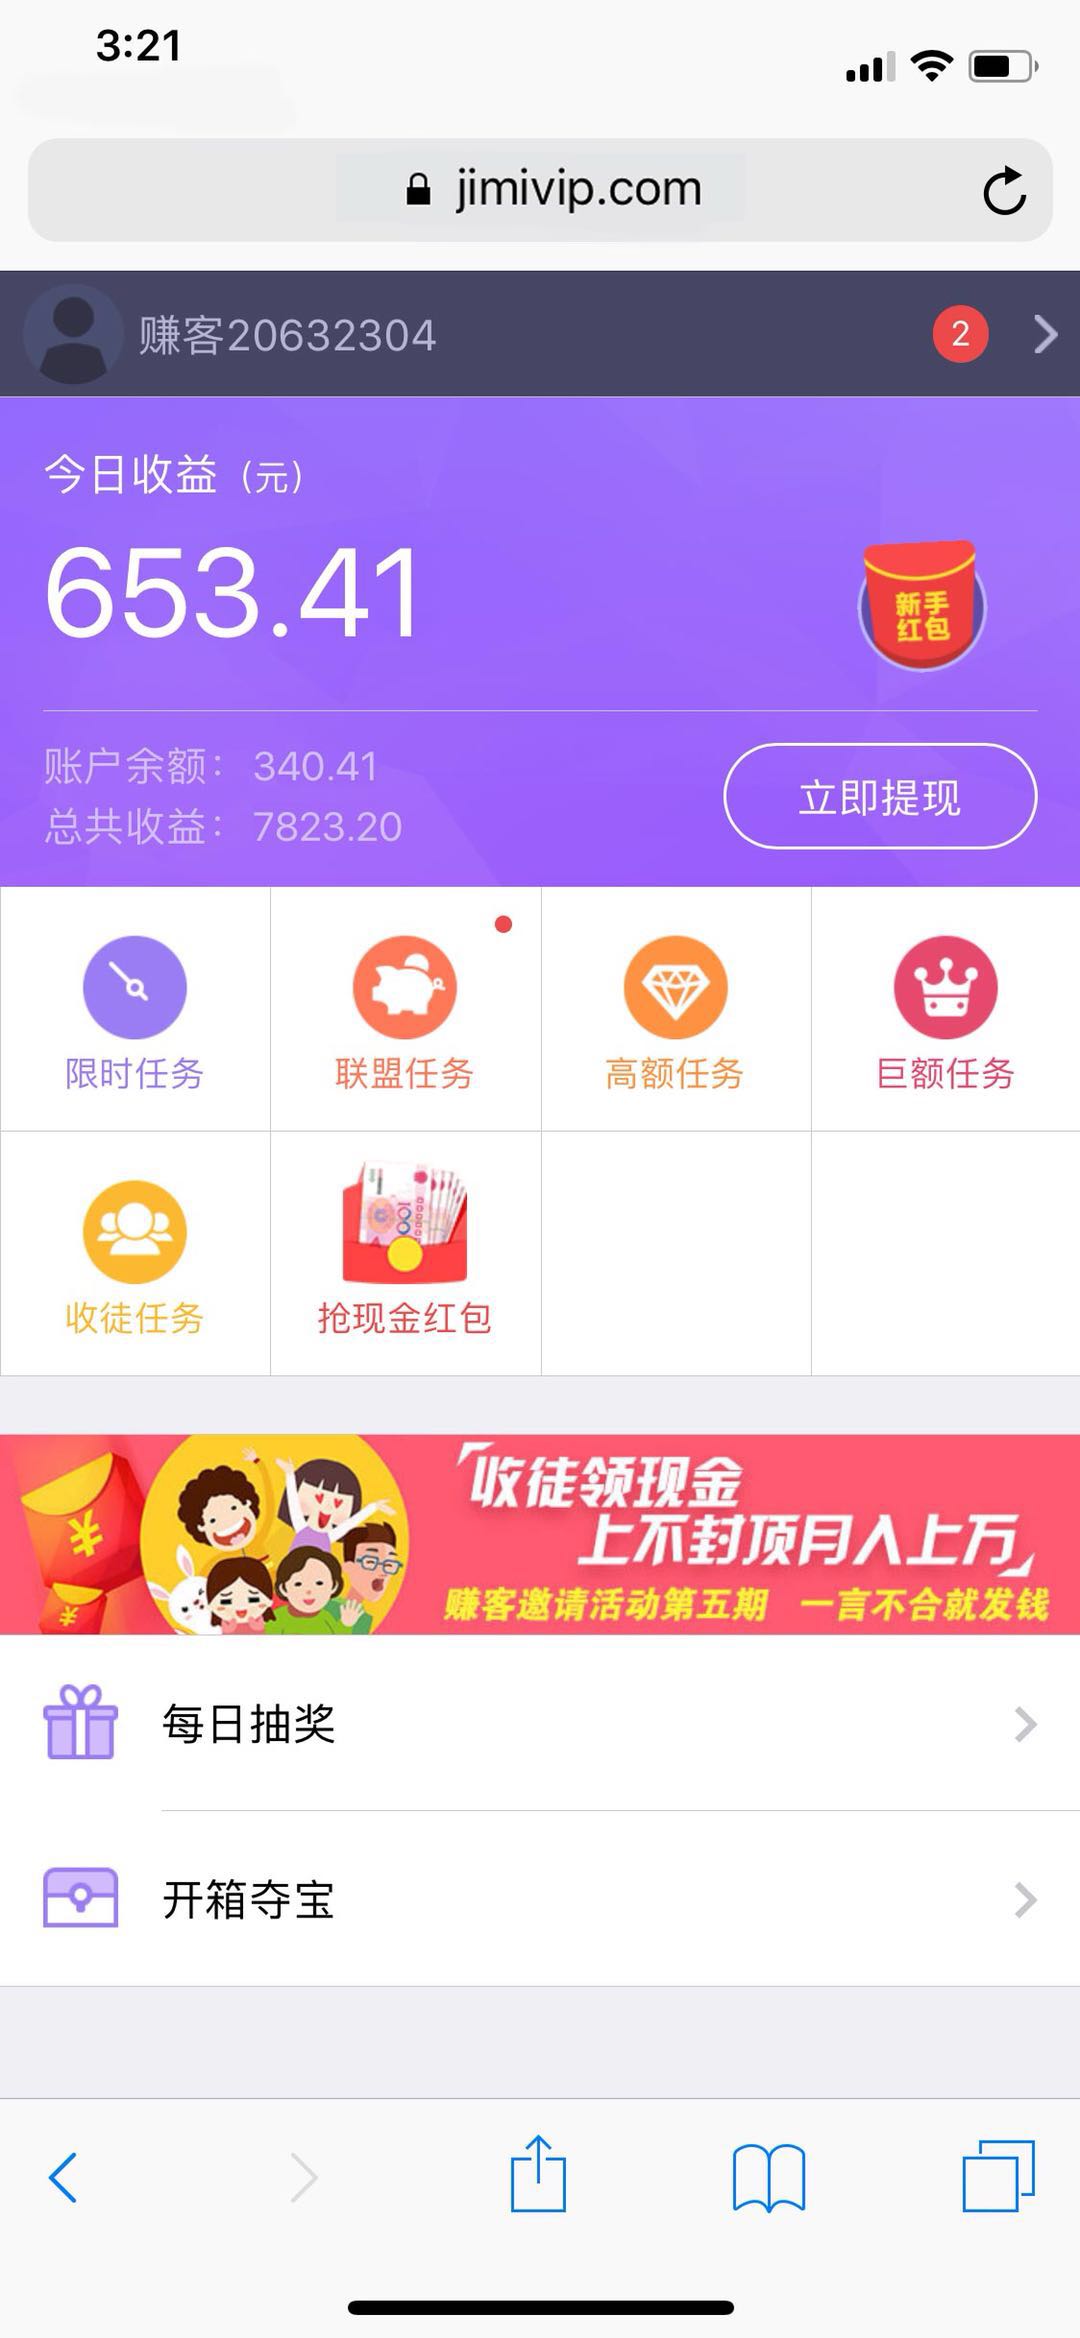 3:21
jimivip.com
赚客20632304
2
今日收益（元）
653.41
新手
红包
账户余额： 340.41
总共收益： 7823.20
立即提现
限时任务
联盟任务
高额任务
巨额任务
100
收徒任务
抢现金红包
「收徒领现金
上不封顶月入上万」
赚客邀请活动第五期 一言不合就发钱
¥
¥
每日抽奖
开箱夺宝